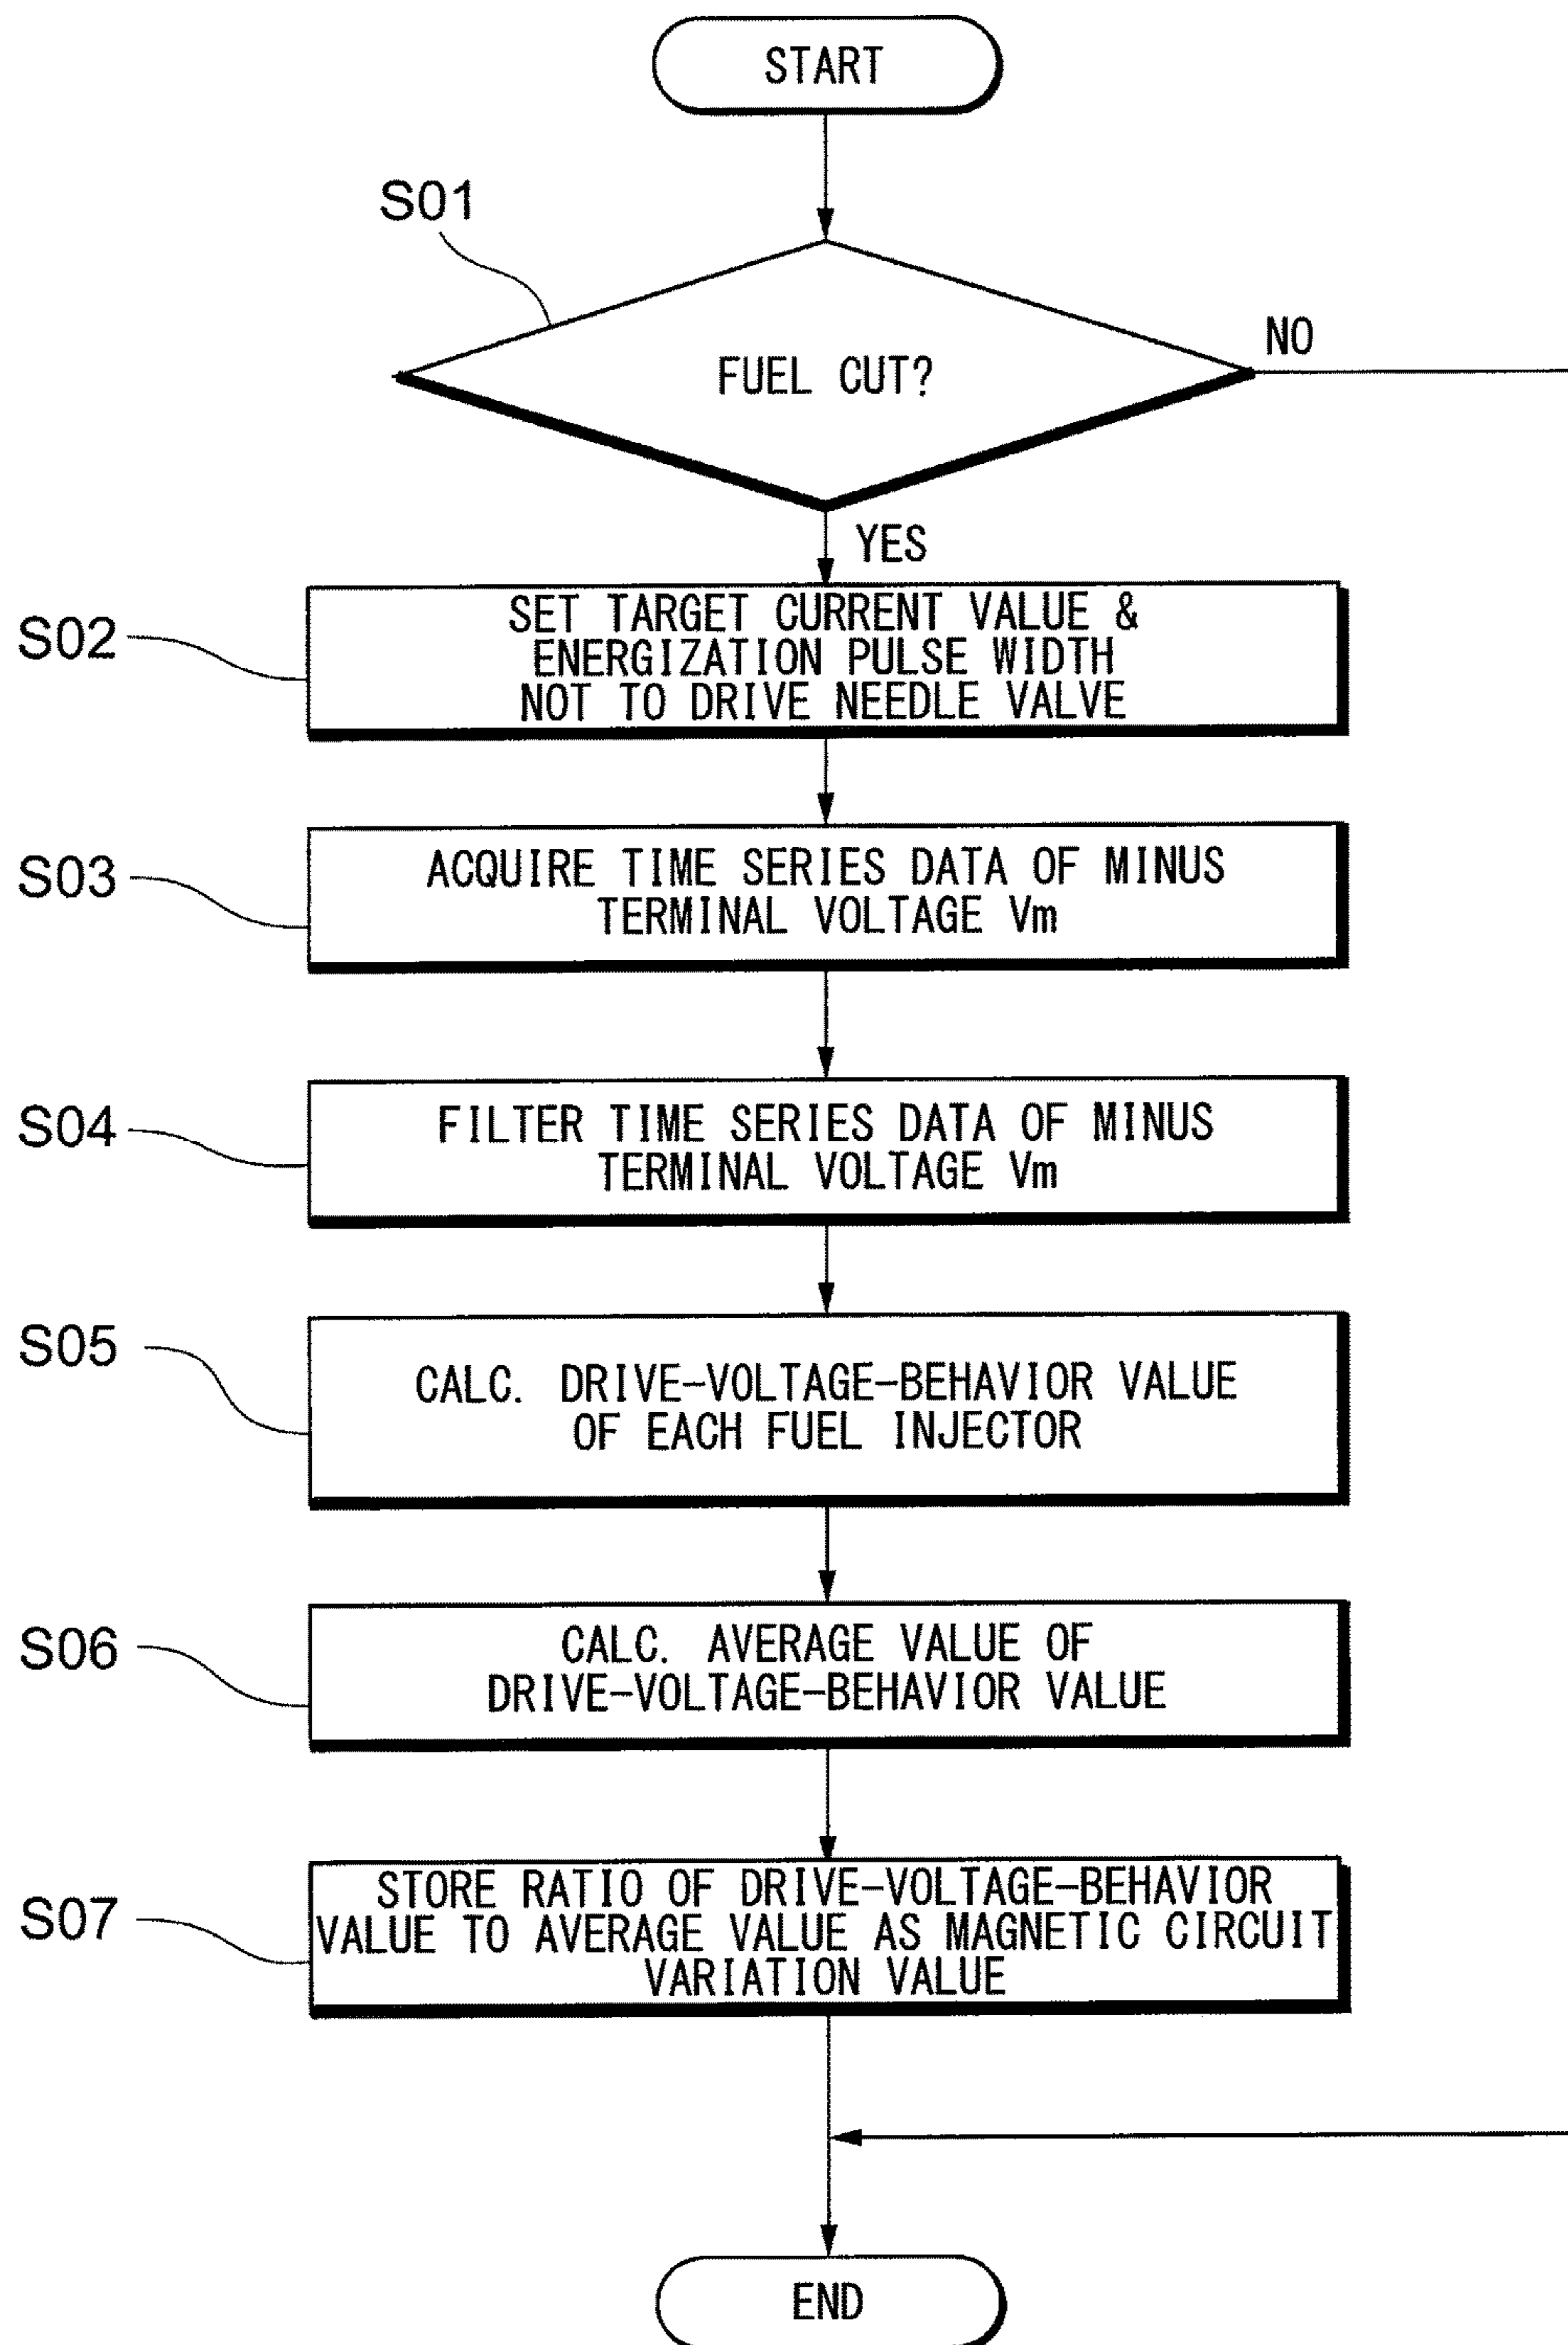 START
S01
FUEL CUT?
NO
YES
S02
SET TARGET CURRENT VALUE &
ENERGIZATION PULSE WIDTH
NOT TO DRIVE NEEDLE VALVE
S03
ACQUIRE TIME SERIES DATA OF MINUS
TERMINAL VOLTAGE Vm
S04
FILTER TIME SERIES DATA OF MINUS
TERMINAL VOLTAGE Vm
S05
CALC. DRIVE-VOLTAGE-BEHAVIOR VALUE
OF EACH FUEL INJECTOR
S06
CALC. AVERAGE VALUE OF
DRIVE-VOLTAGE-BEHAVIOR VALUE
S07
STORE RATIO OF DRIVE-VOLTAGE-BEHAVIOR
VALUE TO AVERAGE VALUE AS MAGNETIC CIRCUIT
VARIATION VALUE
END